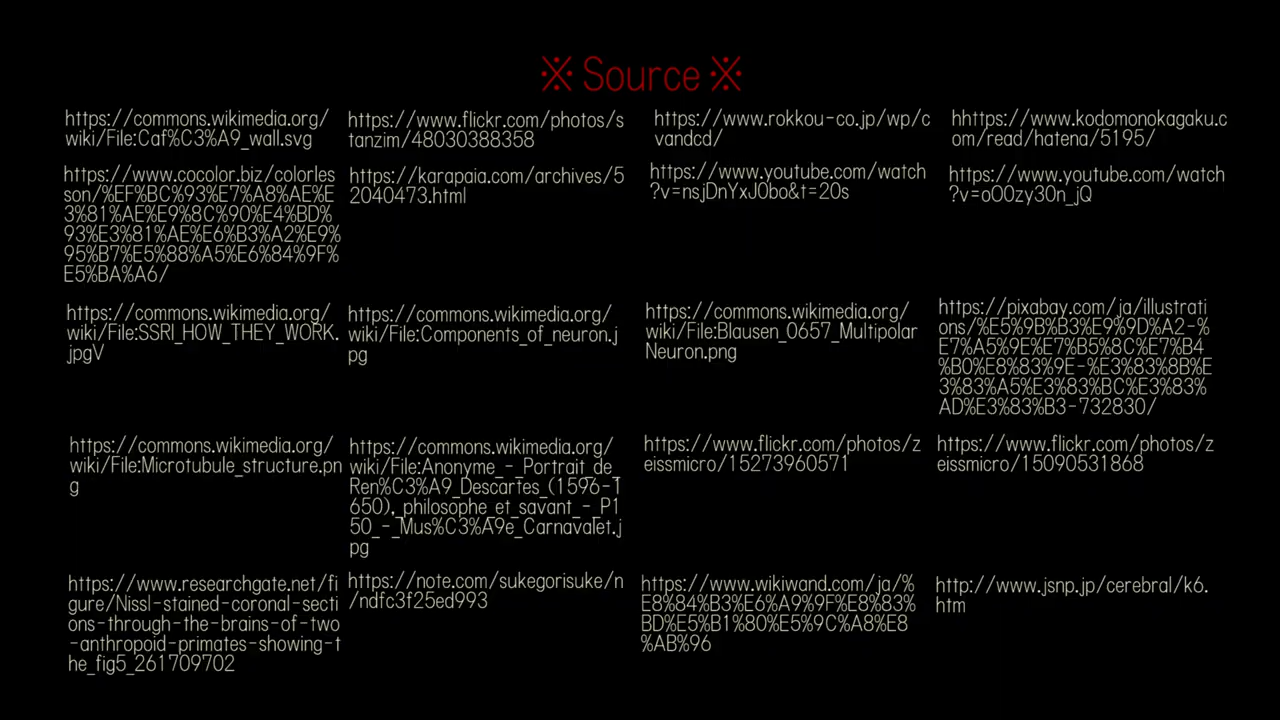 ※ Source ※
https://commons.wikimedia.org/
wiki/File:Caf%C3%A9_wall.svg
https://www.flickr.com/photos/s
tanzim/48030388358
https://www.rokkou-co.jp/wp/c
vandcd/
hhttps://www.kodomonokagaku.c
om/read/hatena/5195/
https://www.cocolor.biz/colorles
son/%EF%BC%93%E7%A8%AE%E
3%81%AE%E9%8C%90%E4%BD%
93%E3%81%AE%E6%B3%A2%E9%
95%B7%E5%88%A5%E6%84%9F%
E5%BA%A6/
https://karapaia.com/archives/5
2040473.html
https://www.youtube.com/watch
?v=nsjDnYxJ0bo&t=20s
https://www.youtube.com/watch
?v=oO0zy30n_jQ
https://commons.wikimedia.org/
wiki/File:SSRI_HOW_THEY_WORK.
jpgV
https://commons.wikimedia.org/
wiki/File:Components_of_neuron.j
pg
https://commons.wikimedia.org/
wiki/File:Blausen_0657_Multipolar
Neuron.png
https://pixabay.com/ja/illustrati
ons/%E5%9B%B3%E9%9D%A2-%
E7%A5%9E%E7%B5%8C%E7%B4
%B0%E8%83%9E-%E3%83%8B%E
3%83%A5%E3%83%BC%E3%83%
AD%E3%83%B3-732830/
https://commons.wikimedia.org/
wiki/File:Microtubule_structure.pn
g
https://commons.wikimedia.org/
wiki/File:Anonyme_-_Portrait_de_
Ren%C3%A9_Descartes_(1596-1
650),_philosophe_et_savant_-_P1
50_-_Mus%C3%A9e_Carnavalet.j
pg
https://www.flickr.com/photos/z
eissmicro/15273960571
https://www.flickr.com/photos/z
eissmicro/15090531868
https://www.researchgate.net/fi
gure/Nissl-stained-coronal-secti
ons-through-the-brains-of-two
-anthropoid-primates-showing-t
he_fig5_261709702
https://note.com/sukegorisuke/n
/ndfc3f25ed993
https://www.wikiwand.com/ja/%
E8%84%B3%E6%A9%9F%E8%83%
BD%E5%B1%80%E5%9C%A8%E8
%AB%96
http://www.jsnp.jp/cerebral/k6.
htm